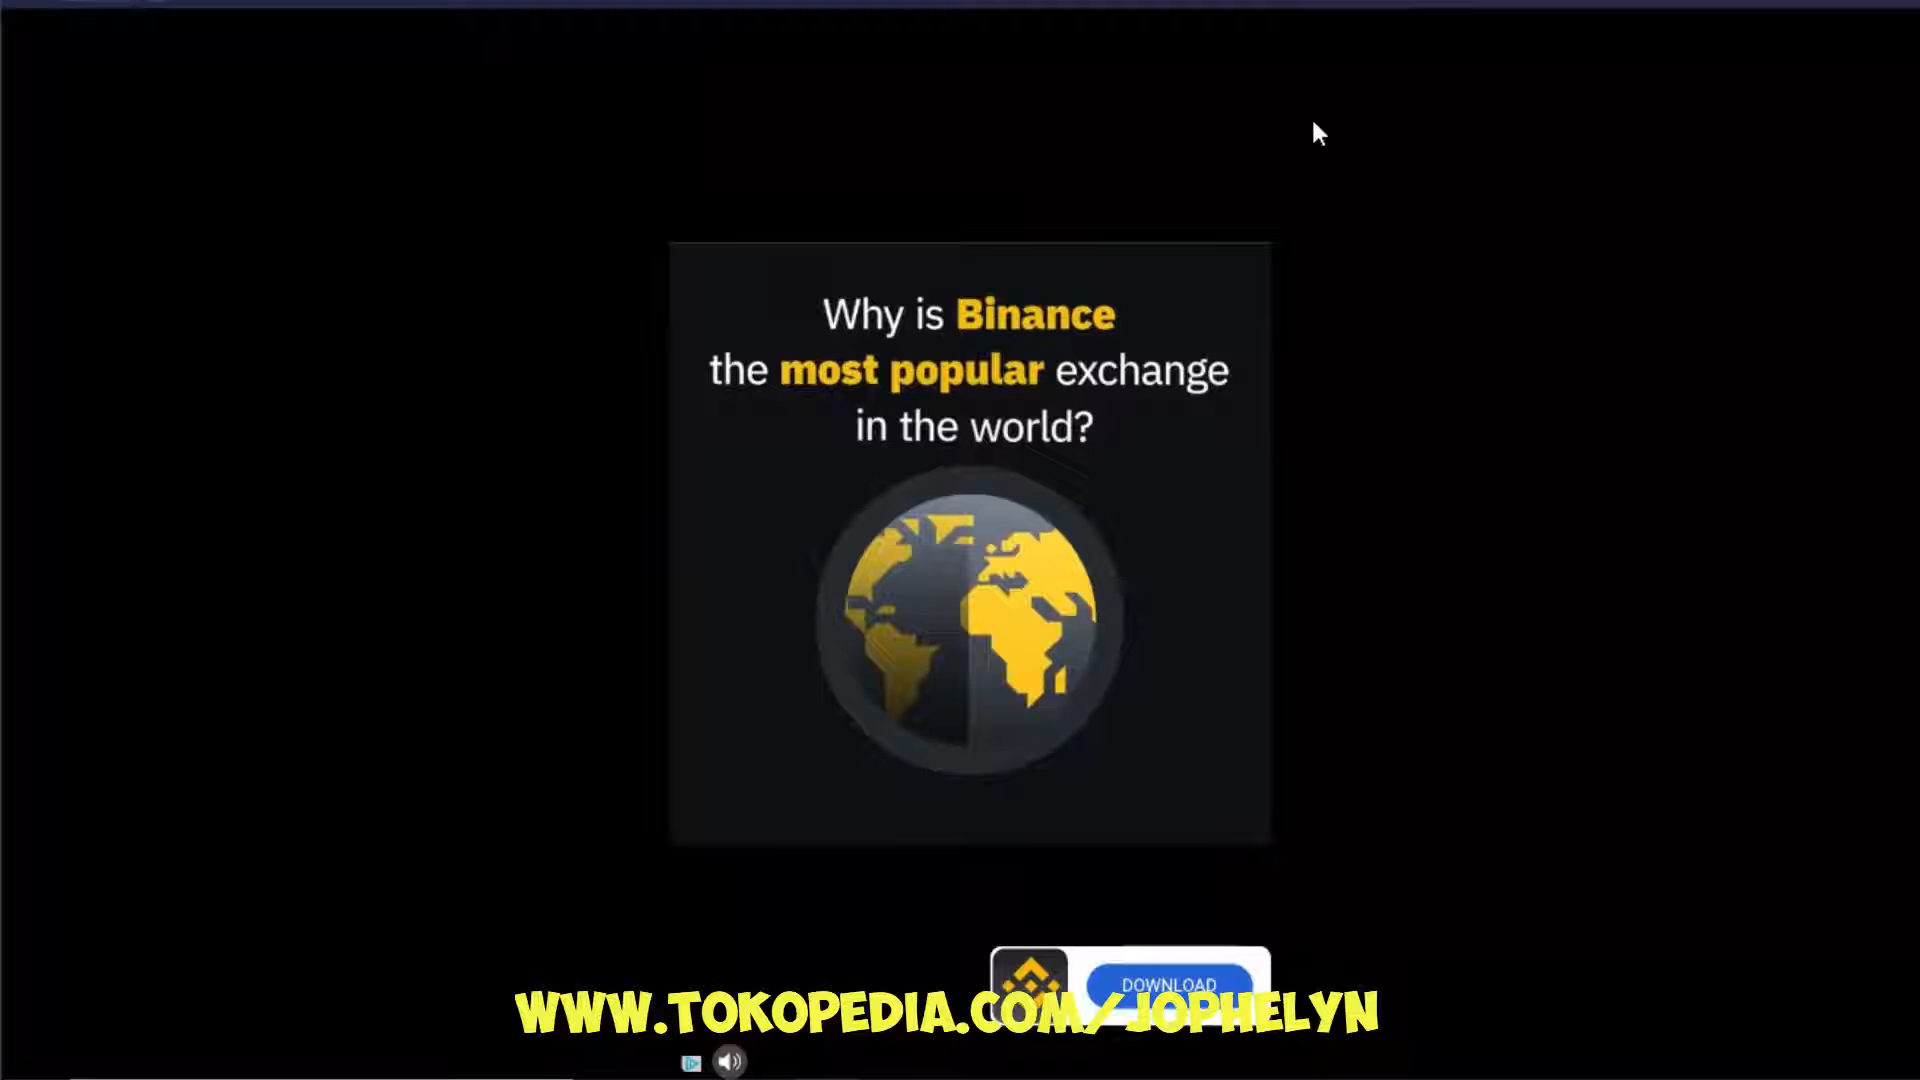 Why is Binance
the most popular exchange
in the world?
DOWNLOAD
WWW.TOKOPEDIA.COM/JOPHELYN